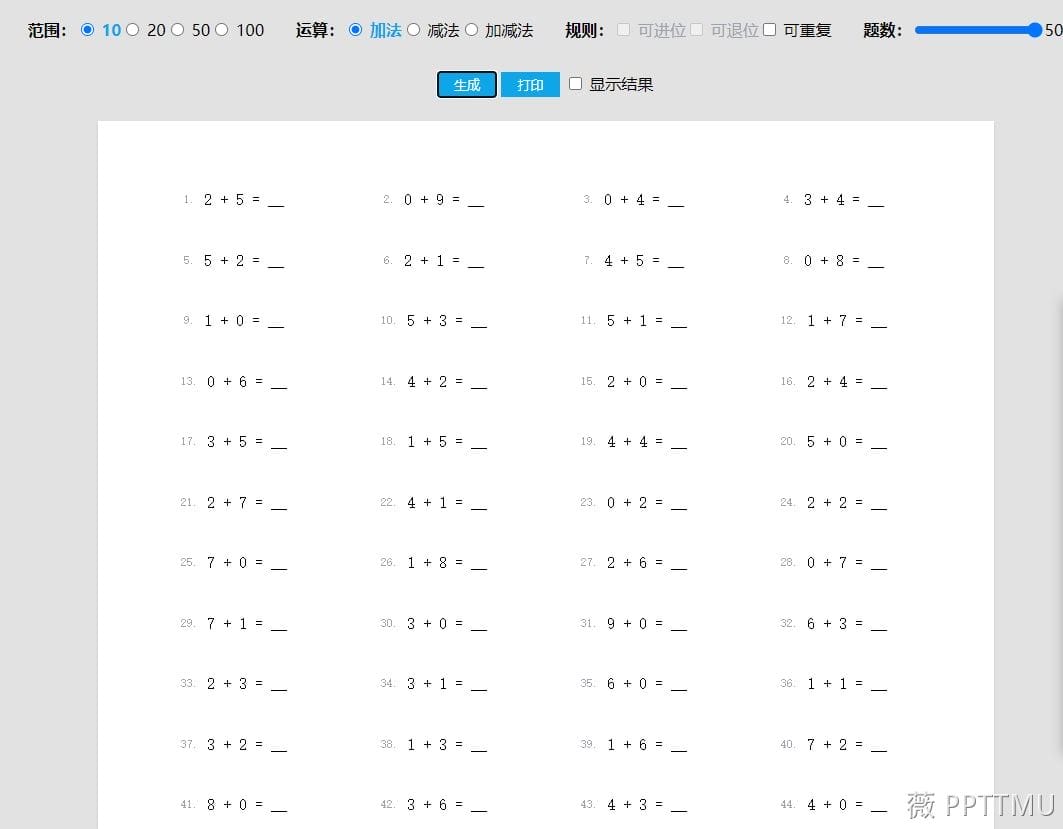 范围： 10 20 50 100 运算： 加法 减法 加减法 规则： 可进位 可退位 可重复 题数： 50
生成 打印 显示结果
1. 2 + 5 = __ 2. 0 + 9 = __ 3. 0 + 4 = __ 4. 3 + 4 = __
5. 5 + 2 = __ 6. 2 + 1 = __ 7. 4 + 5 = __ 8. 0 + 8 = __
9. 1 + 0 = __ 10. 5 + 3 = __ 11. 5 + 1 = __ 12. 1 + 7 = __
13. 0 + 6 = __ 14. 4 + 2 = __ 15. 2 + 0 = __ 16. 2 + 4 = __
17. 3 + 5 = __ 18. 1 + 5 = __ 19. 4 + 4 = __ 20. 5 + 0 = __
21. 2 + 7 = __ 22. 4 + 1 = __ 23. 0 + 2 = __ 24. 2 + 2 = __
25. 7 + 0 = __ 26. 1 + 8 = __ 27. 2 + 6 = __ 28. 0 + 7 = __
29. 7 + 1 = __ 30. 3 + 0 = __ 31. 9 + 0 = __ 32. 6 + 3 = __
33. 2 + 3 = __ 34. 3 + 1 = __ 35. 6 + 0 = __ 36. 1 + 1 = __
37. 3 + 2 = __ 38. 1 + 3 = __ 39. 1 + 6 = __ 40. 7 + 2 = __
41. 8 + 0 = __ 42. 3 + 6 = __ 43. 4 + 3 = __ 44. 4 + 0 = __
薇 PPTTMU